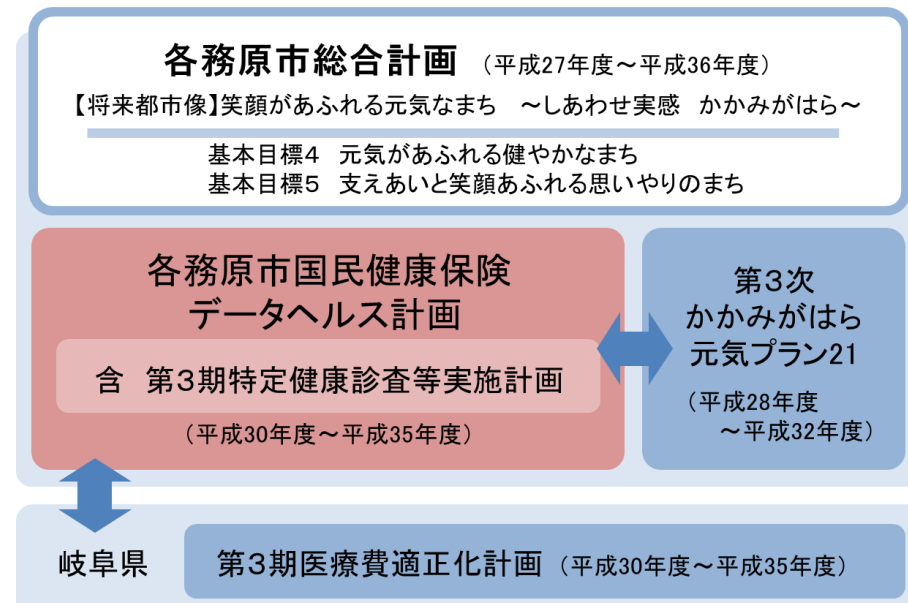 各務原市総合計画 （平成27年度～平成36年度）
【将来都市像】笑顔があふれる元気なまち ～しあわせ実感 かかみがはら～
基本目標４ 元気があふれる健やかなまち
基本目標５ 支えあいと笑顔あふれる思いやりのまち
各務原市国民健康保険
データヘルス計画
含 第３期特定健康診査等実施計画
（平成30年度～平成35年度）
第３次
かかみがはら
元気プラン21
（平成28年度
～平成32年度）
岐阜県
第３期医療費適正化計画 （平成30年度～平成35年度）